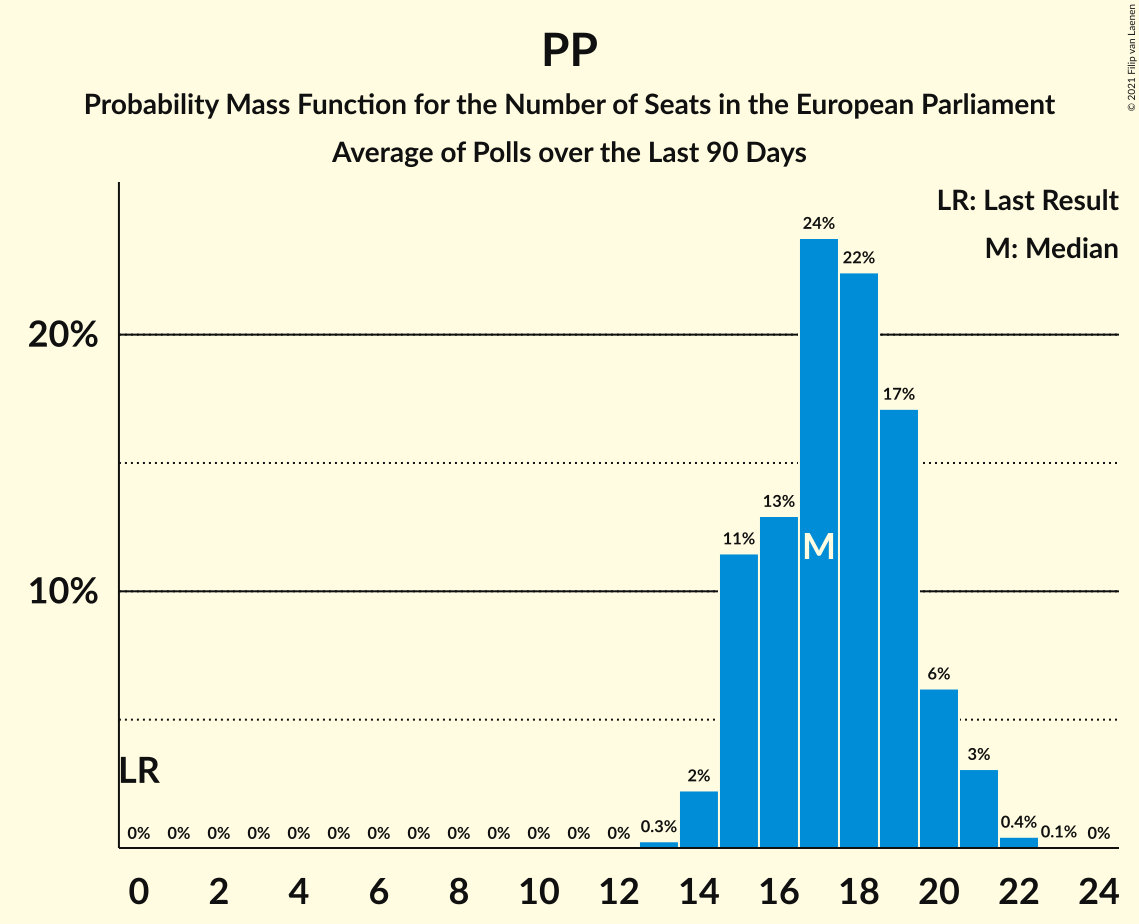 PP
Probability Mass Function for the Number of Seats in the European Parliament
Average of Polls over the Last 90 Days
© 2021 Filip van Laenen
LR: Last Result
M: Median
24%
22%
20%
17%
13%
11%
M
10%
6%
3%
LR
2%
0% 0% 0% 0% 0% 0% 0% 0% 0% 0% 0% 0% 0% 0.3% 0.4% 0.1% 0%
0 2 4 6 8 10 12 14 16 18 20 22 24